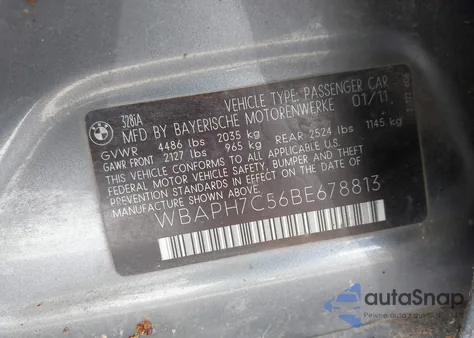 328iA
VEHICLE TYPE: PASSENGER CAR
MFD BY BAYERISCHE MOTORENWERKE 01/11
GVWR 4486 lbs 2035 kg
GAWR FRONT 2127 lbs 965 kg REAR 2524 lbs 1145 kg
THIS VEHICLE CONFORMS TO ALL APPLICABLE
FEDERAL MOTOR VEHICLE SAFETY, BUMPER, AND THEFT
PREVENTION STANDARDS IN EFFECT ON THE DATE OF
MANUFACTURE SHOWN ABOVE.
WBAPH7C56BE678813
autoSnap